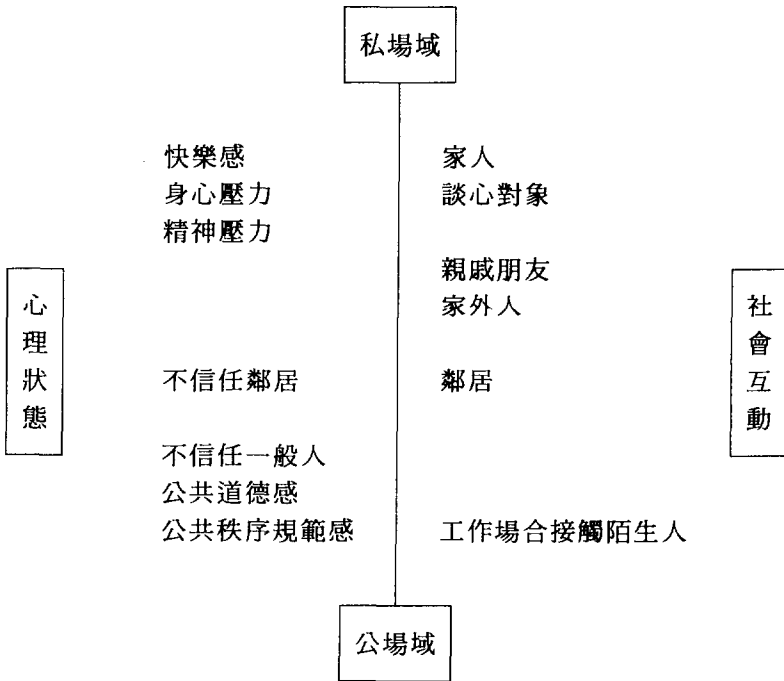 私場域
快樂感
家人
身心壓力
談心對象
精神壓力
親戚朋友
家外人
心理狀態
社會互動
不信任鄰居
鄰居
不信任一般人
公共道德感
公共秩序規範感
工作場合接觸陌生人
公場域